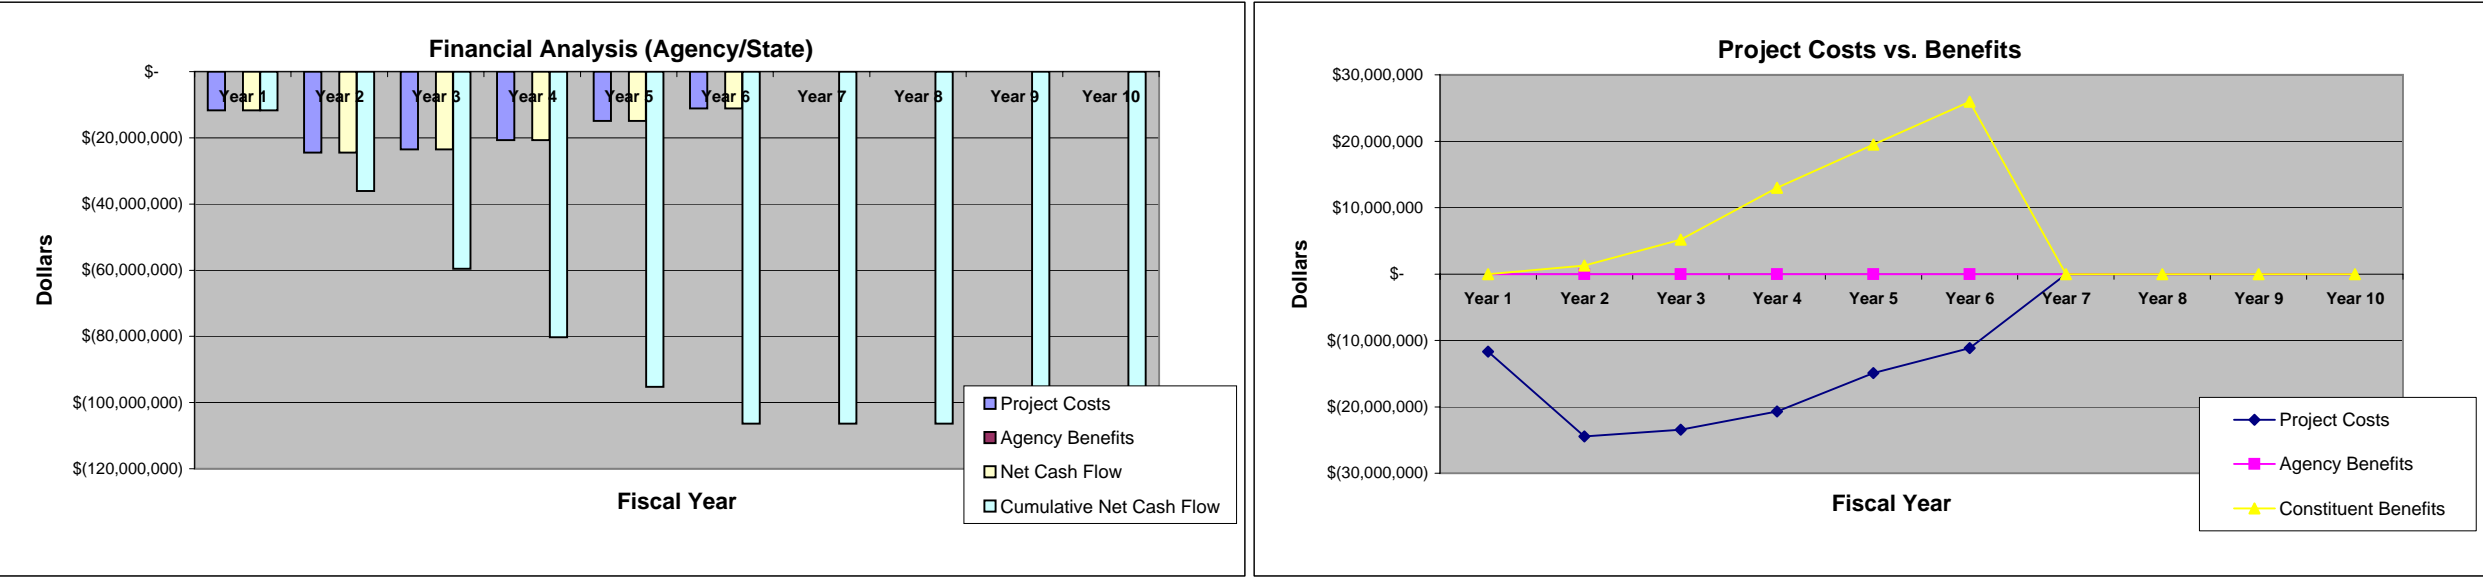 Financial Analysis (Agency/State)
$-
$(20,000,000)
$(40,000,000)
$(60,000,000)
$(80,000,000)
$(100,000,000)
$(120,000,000)
Dollars
Year 1 Year 2 Year 3 Year 4 Year 5 Year 6 Year 7 Year 8 Year 9 Year 10
Fiscal Year
Project Costs
Agency Benefits
Net Cash Flow
Cumulative Net Cash Flow
Project Costs vs. Benefits
$30,000,000
$20,000,000
$10,000,000
$-
$(10,000,000)
$(20,000,000)
$(30,000,000)
Dollars
Year 1 Year 2 Year 3 Year 4 Year 5 Year 6 Year 7 Year 8 Year 9 Year 10
Fiscal Year
Project Costs
Agency Benefits
Constituent Benefits